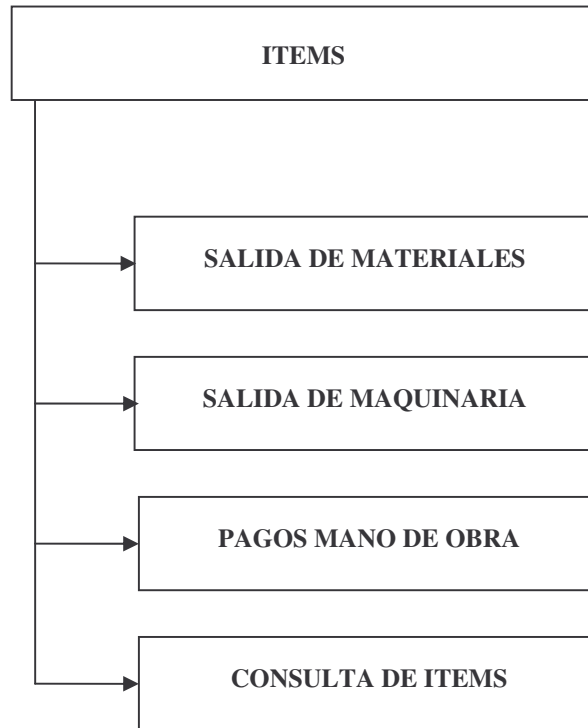 ITEMS
SALIDA DE MATERIALES
SALIDA DE MAQUINARIA
PAGOS MANO DE OBRA
CONSULTA DE ITEMS